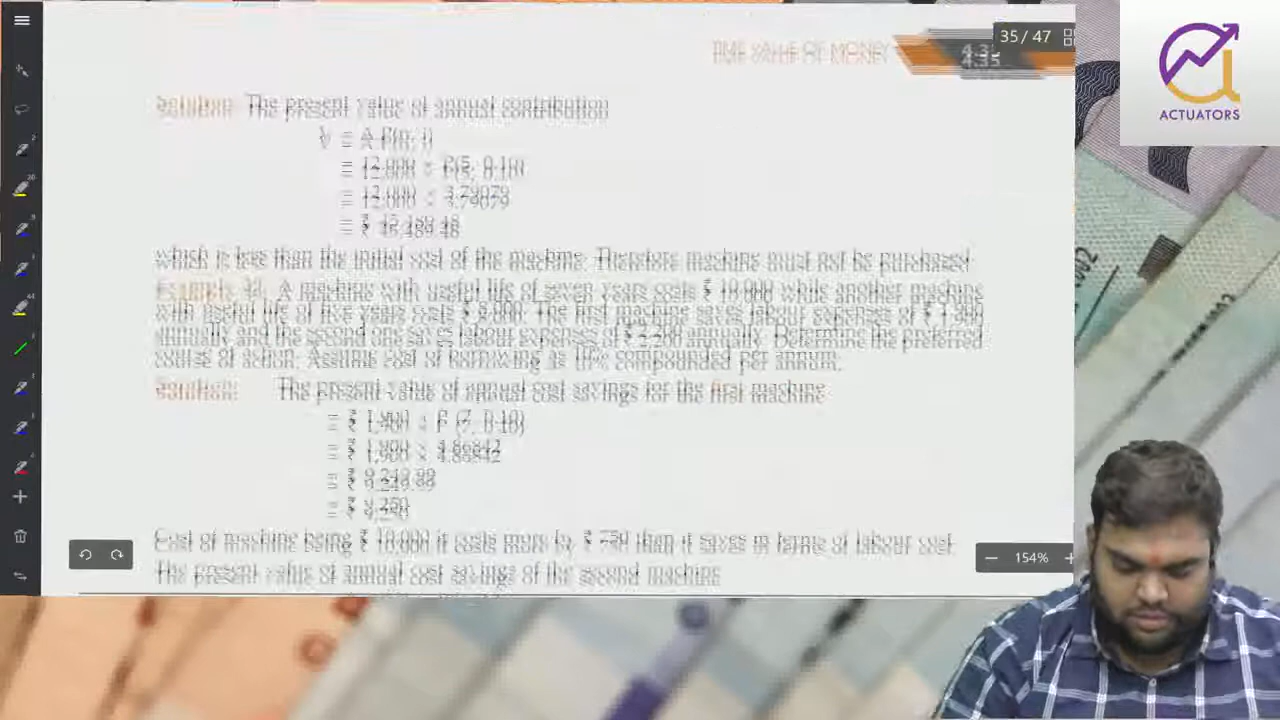 35 / 47
TIME VALUE OF MONEY
4.35
ACTUATORS
Solution: The present value of annual contribution
V = A.P(n, i)
= 12,000 × P(5, 0.10)
= 12,000 × 3.79079
= ₹ 45,489.48
which is less than the initial cost of the machine. Therefore machine must not be purchased.
Example A machine with useful life of seven years costs ₹ 10,000 while another machine
with useful life of five years costs ₹ 8,000. The first machine saves labour expenses of ₹ 1,900
annually and the second one saves labour expenses of ₹ 2,200 annually. Determine the preferred
course of action. Assume cost of borrowing as 10% compounded per annum.
Solution: The present value of annual cost savings for the first machine
= ₹ 1,900 × P (7, 0.10)
= ₹ 1,900 × 4.86842
= ₹ 9,249.99
= ₹ 9,250
Cost of machine being ₹ 10,000 it costs more by ₹ 750 than it saves in terms of labour cost.
The present value of annual cost savings of the second machine
154%